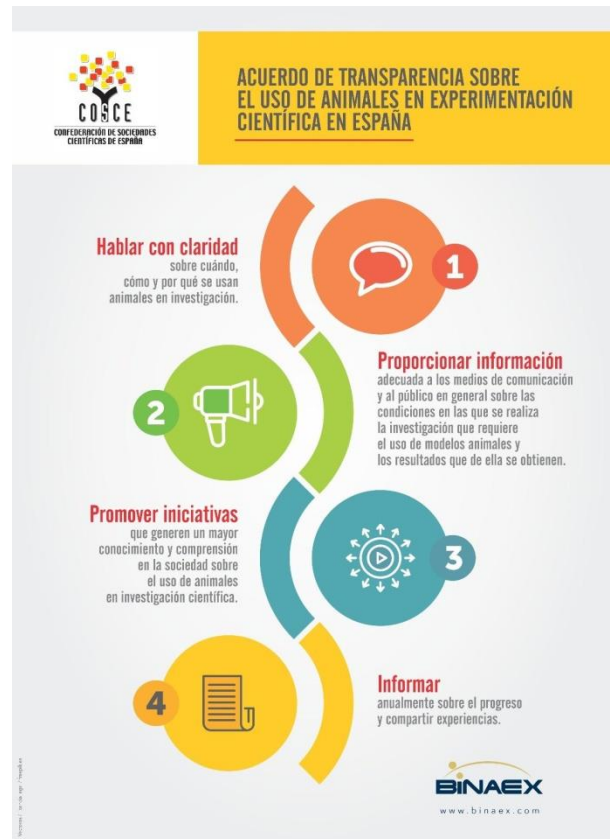 COSCE
CONFEDERACIÓN DE SOCIEDADES
CIENTÍFICAS DE ESPAÑA
ACUERDO DE TRANSPARENCIA SOBRE
EL USO DE ANIMALES EN EXPERIMENTACIÓN
CIENTÍFICA EN ESPAÑA
Hablar con claridad
sobre cuándo,
cómo y por qué se usan
animales en investigación.
1
2
Proporcionar información
adecuada a los medios de comunicación
y al público en general sobre las
condiciones en las que se realiza
la investigación que requiere
el uso de modelos animales y
los resultados que de ella se obtienen.
Promover iniciativas
que generen un mayor
conocimiento y comprensión
en la sociedad sobre
el uso de animales
en investigación científica.
3
4
Informar
anualmente sobre el progreso
y compartir experiencias.
BINAEX
www.binaex.com